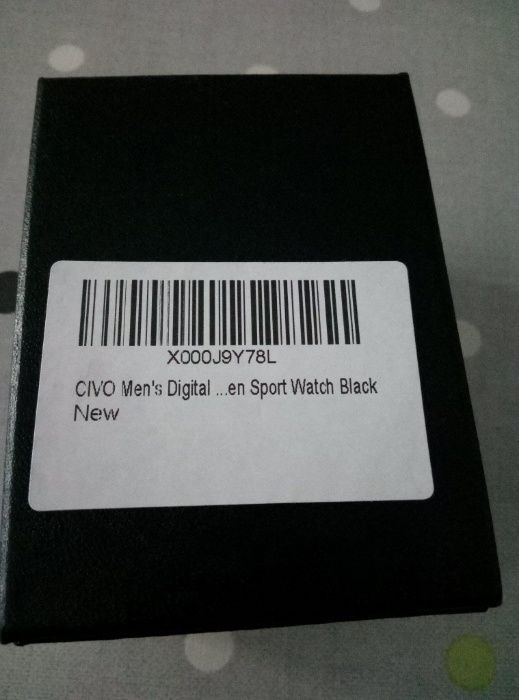 X000J9Y78L
CIVO Men's Digital ...en Sport Watch Black
New